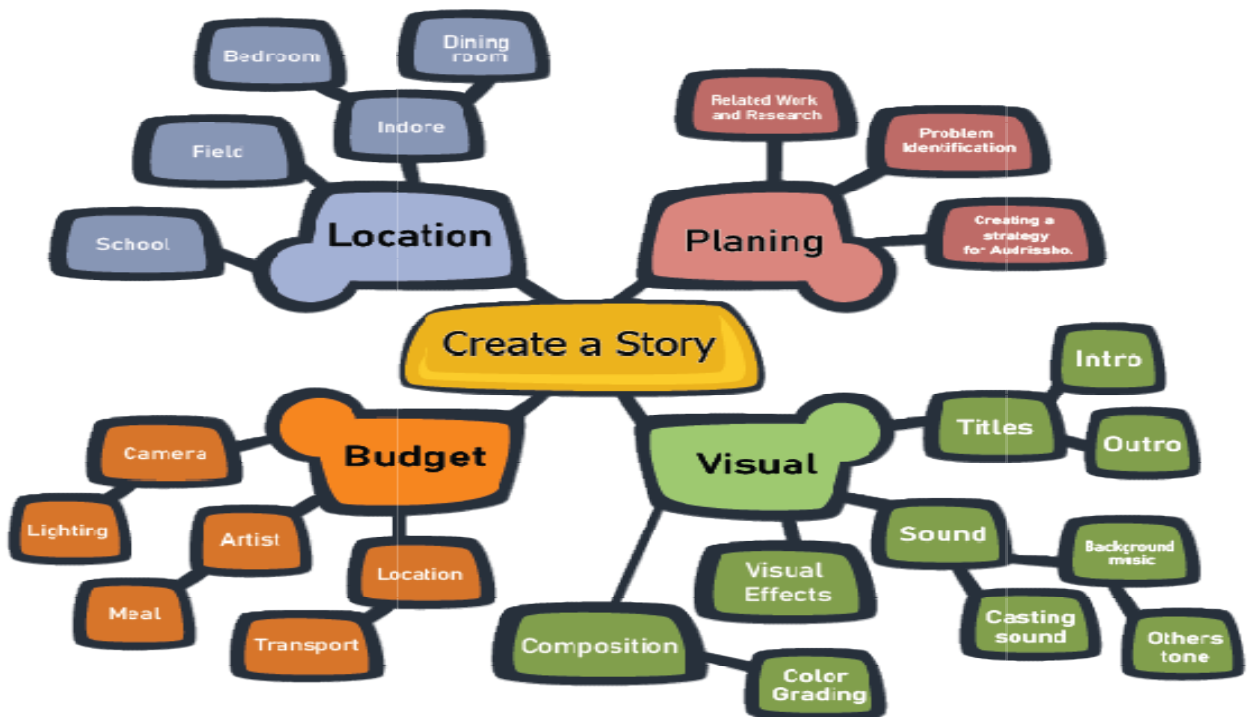 Dining
room
Bedroom
Indore
Field
School
Location
Related Work
and Research
Problem
Identification
Creating a
strategy
for Audrissho.
Planing
Create a Story
Budget
Camera
Lighting
Artist
Meal
Location
Transport
Visual
Titles
Intro
Outro
Sound
Background
music
Casting
sound
Others
tone
Visual
Effects
Composition
Color
Grading